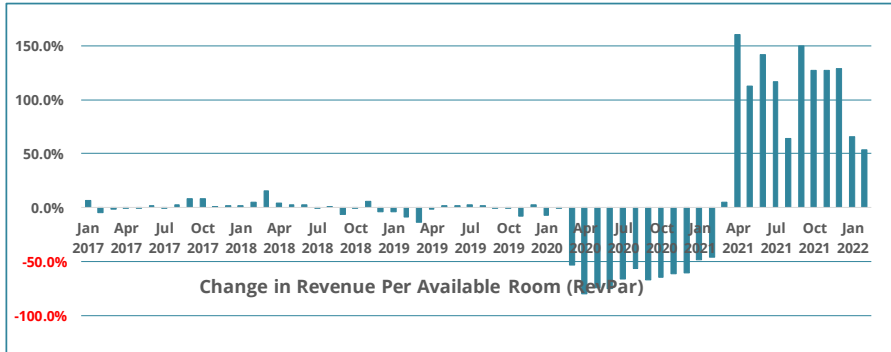 150.0%
100.0%
50.0%
0.0%
Jan Apr Jul Oct Jan Apr Jul Oct Jan Apr Jul Oct Jan Apr Jul Oct Jan Apr Jul Oct Jan
2017 2017 2017 2017 2018 2018 2018 2018 2019 2019 2019 2019 2020 2020 2020 2020 2021 2021 2021 2021 2022
-50.0%
Change in Revenue Per Available Room (RevPar)
-100.0%